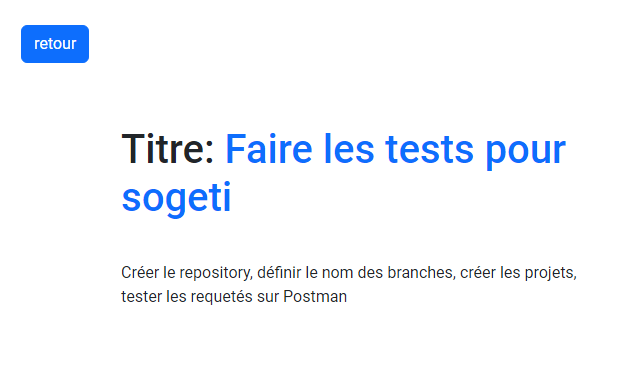 retour
Titre: Faire les tests pour
sogeti
Créer le repository, définir le nom des branches, créer les projets,
tester les requetés sur Postman